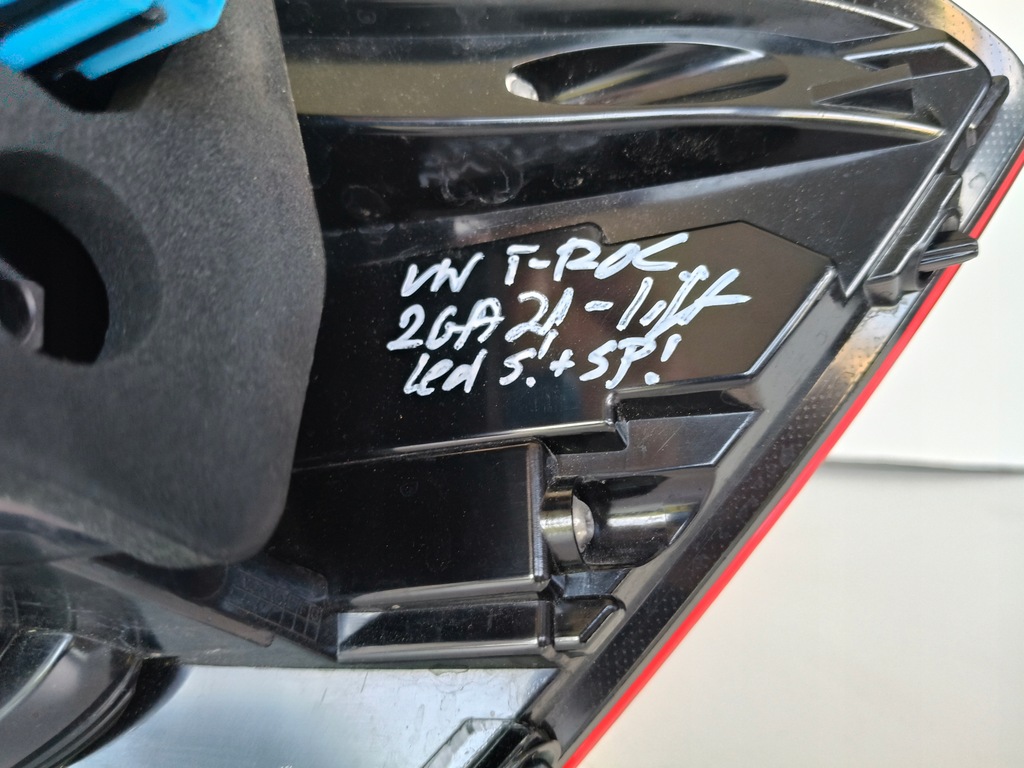 VW T-ROC
2GA 21-lift
Led S! + SP!